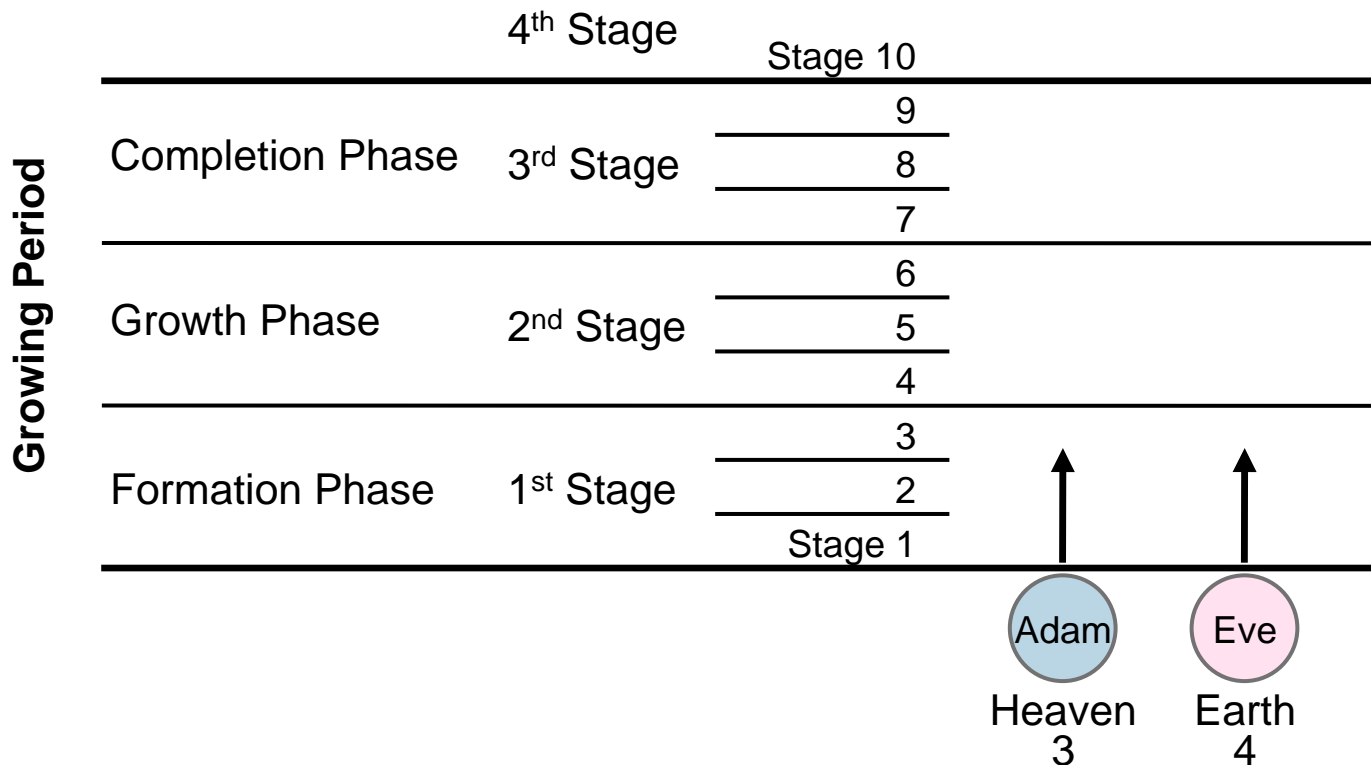 4th Stage
Stage 10
Growing Period
9
Completion Phase 3rd Stage 8
7
6
Growth Phase 2nd Stage 5
4
3
Formation Phase 1st Stage 2
Stage 1
Adam Eve
Heaven Earth
3 4